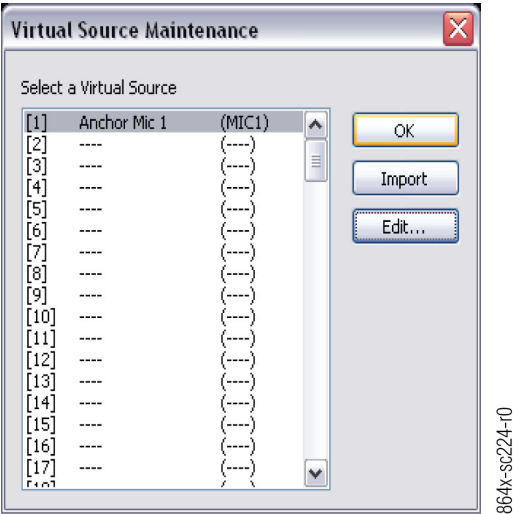 Virtual Source Maintenance
Select a Virtual Source
[1] Anchor Mic 1 (MIC1)
[2] ---- (----)
[3] ---- (----)
[4] ---- (----)
[5] ---- (----)
[6] ---- (----)
[7] ---- (----)
[8] ---- (----)
[9] ---- (----)
[10] ---- (----)
[11] ---- (----)
[12] ---- (----)
[13] ---- (----)
[14] ---- (----)
[15] ---- (----)
[16] ---- (----)
[17] ---- (----)
OK
Import
Edit...
864x-sc224-r0